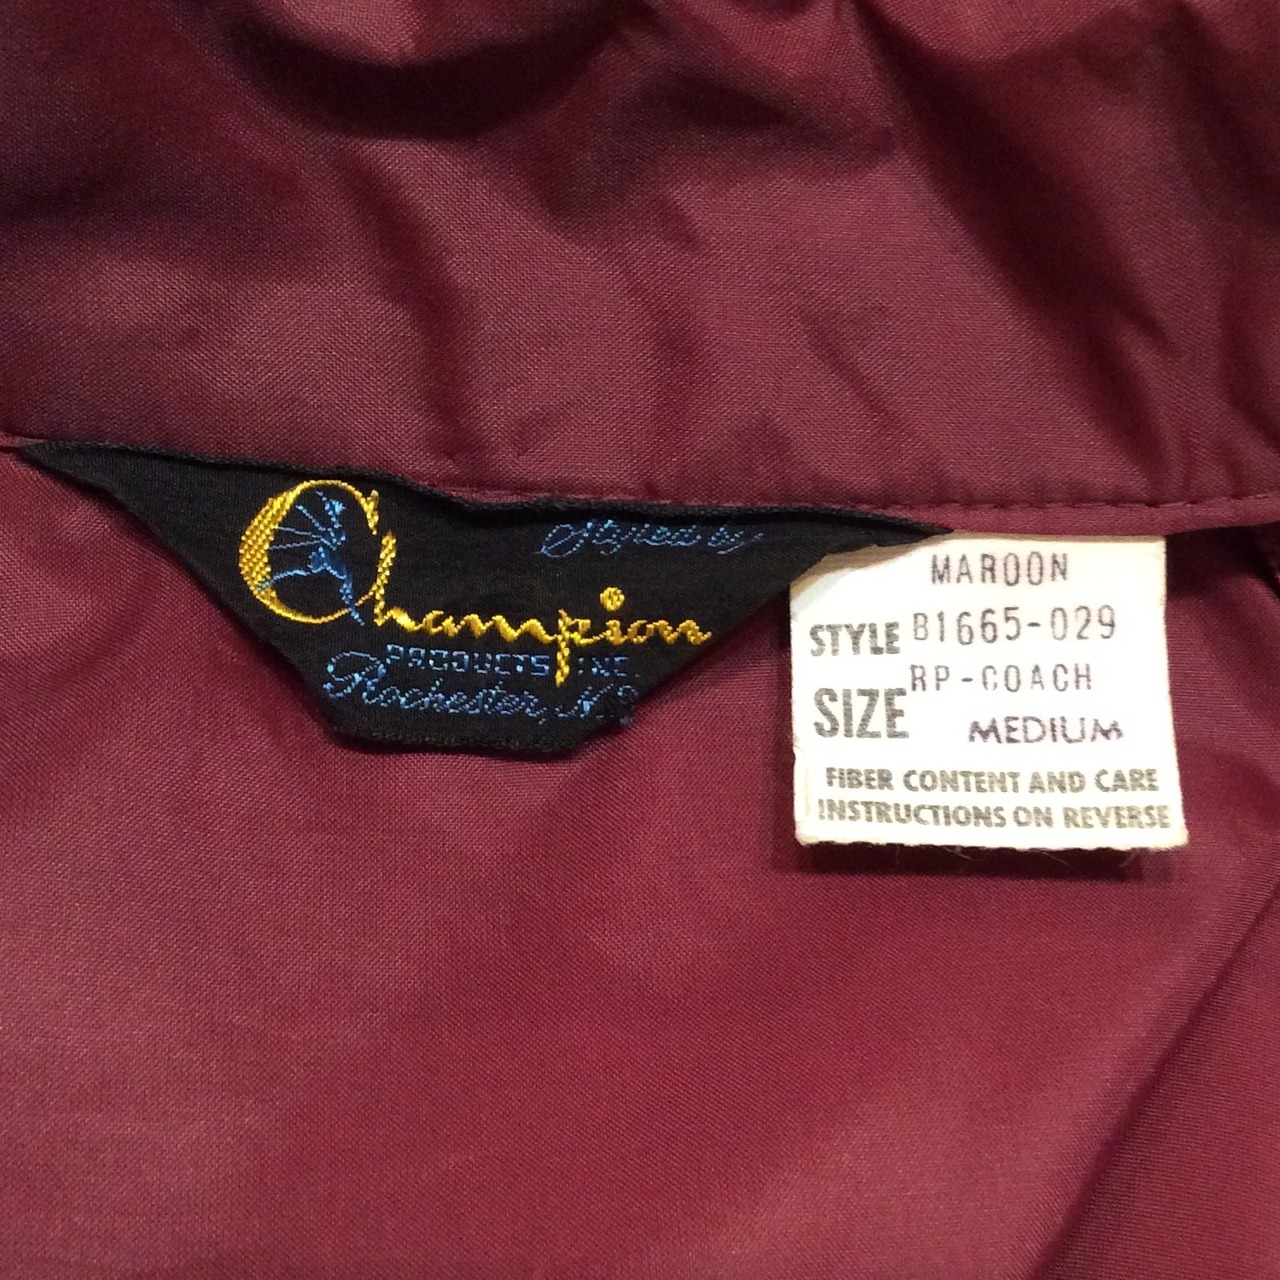 Styled by
Champion
PRODUCTS INC.
Rochester, N.Y.
MAROON
STYLE B1665-029
RP-COACH
SIZE MEDIUM
FIBER CONTENT AND CARE
INSTRUCTIONS ON REVERSE